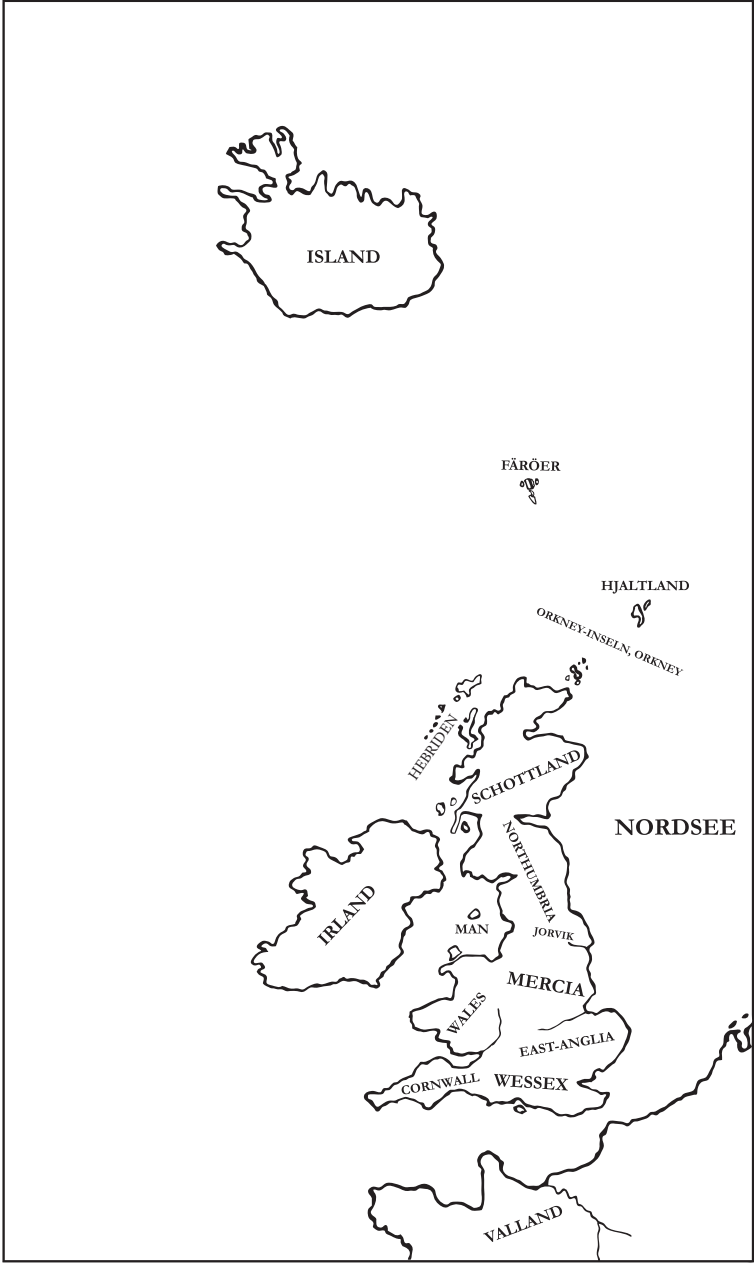 ISLAND
FÄRÖER
HJALTLAND
ORKNEY-INSELN, ORKNEY
HEBRIDEN
SCHOTTLAND
NORDSEE
NORTHUMBRIA
IRLAND
MAN
JORVIK
MERCIA
WALES
EAST-ANGLIA
CORNWALL
WESSEX
VALLAND